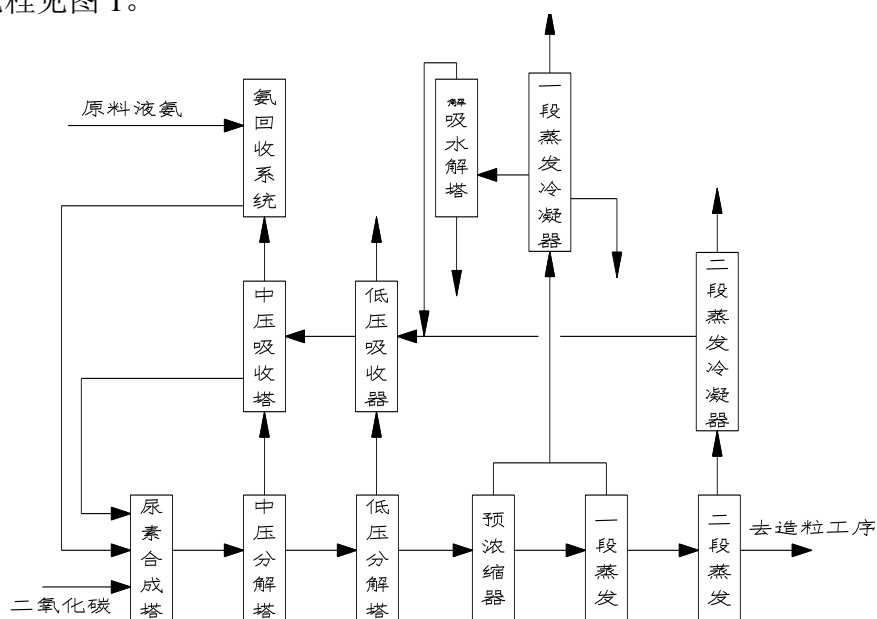 程见图 1。
原料液氨
氨回收系统
解吸水解塔
一段蒸发冷凝器
中压吸收塔
低压吸收器
二段蒸发冷凝器
尿素合成塔
中压分解塔
低压分解塔
预浓缩器
一段蒸发
二段蒸发
去造粒工序
二氧化碳